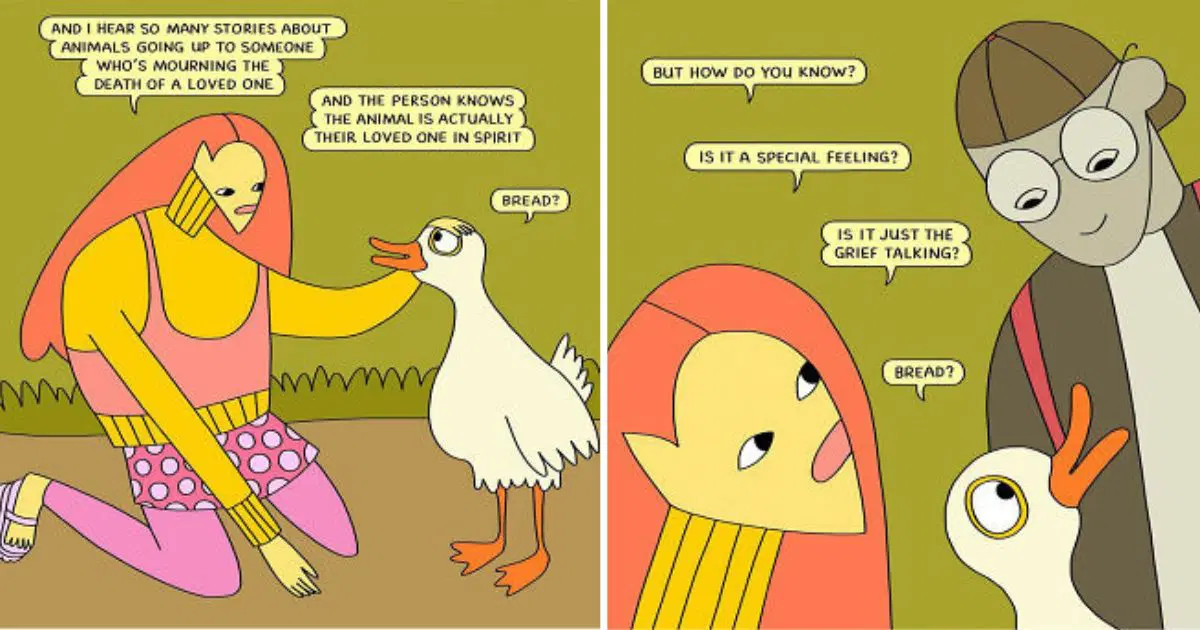 AND I HEAR SO MANY STORIES ABOUT
ANIMALS GOING UP TO SOMEONE
WHO'S MOURNING THE
DEATH OF A LOVED ONE
AND THE PERSON KNOWS
THE ANIMAL IS ACTUALLY
THEIR LOVED ONE IN SPIRIT
BREAD?
BUT HOW DO YOU KNOW?
IS IT A SPECIAL FEELING?
IS IT JUST THE
GRIEF TALKING?
BREAD?